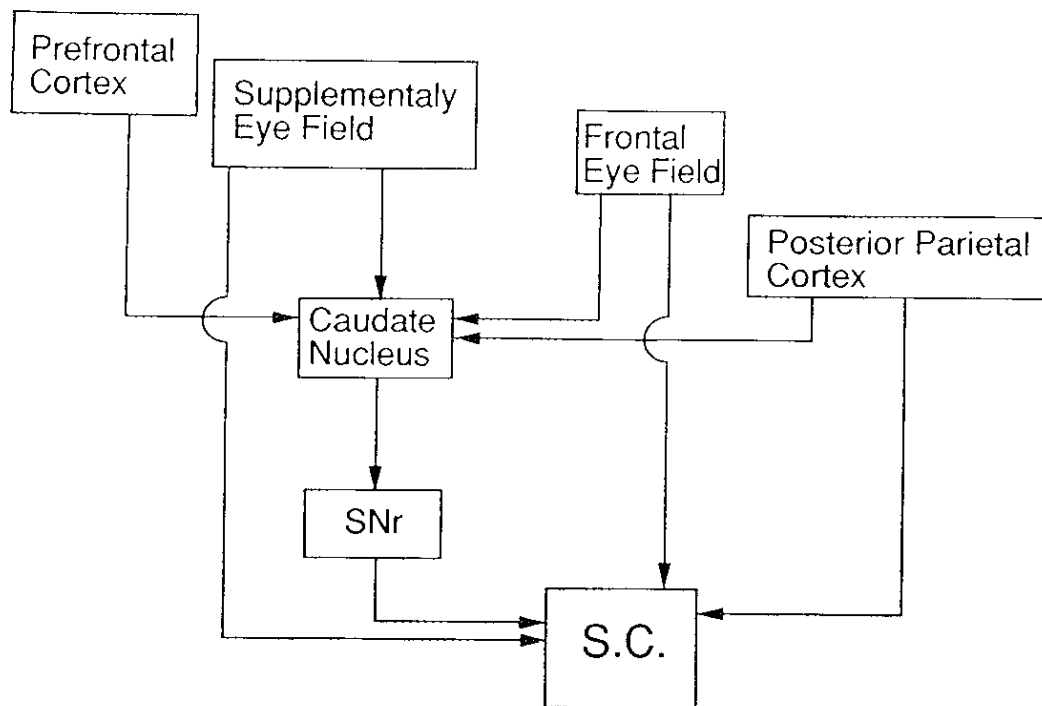 Prefrontal
Cortex
Supplementaly
Eye Field
Frontal
Eye Field
Posterior Parietal
Cortex
Caudate
Nucleus
SNr
S.C.